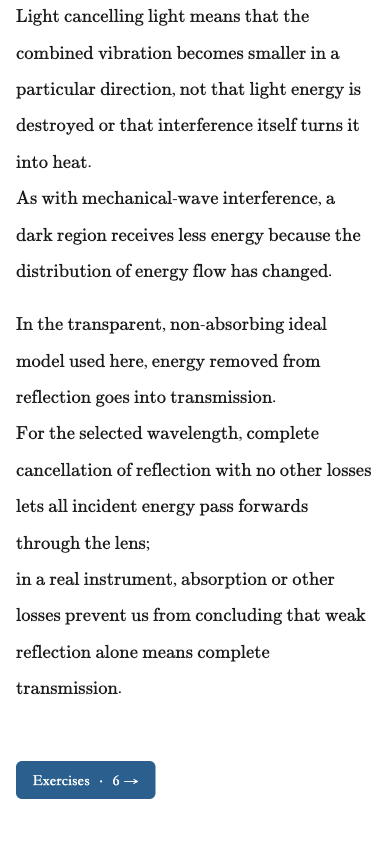 Light cancelling light means that the
combined vibration becomes smaller in a
particular direction, not that light energy is
destroyed or that interference itself turns it
into heat.
As with mechanical-wave interference, a
dark region receives less energy because the
distribution of energy flow has changed.
In the transparent, non-absorbing ideal
model used here, energy removed from
reflection goes into transmission.
For the selected wavelength, complete
cancellation of reflection with no other losses
lets all incident energy pass forwards
through the lens;
in a real instrument, absorption or other
losses prevent us from concluding that weak
reflection alone means complete
transmission.
Exercises · 6 →